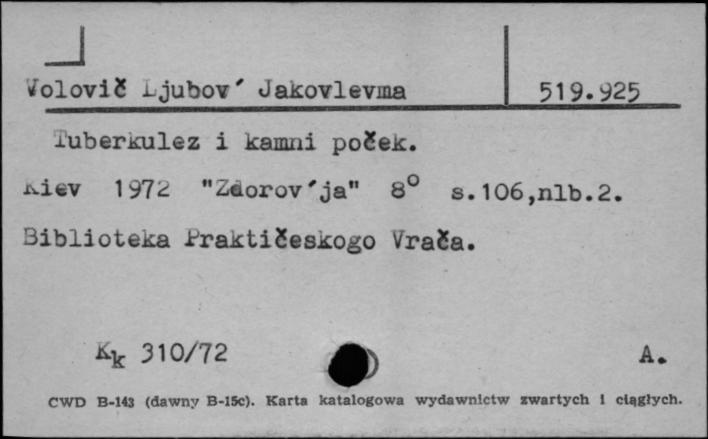 Volovič Ljubov´ Jakovlevma 519.925
Tuberkulez i kamni poček.
Kiev 1972 "Zdorov´ja" 8° s.106,nlb.2.
Biblioteka Praktičeskogo Vrača.
Kk 310/72 A.
CWD B-143 (dawny B-15c). Karta katalogowa wydawnictw zwartych i ciągłych.